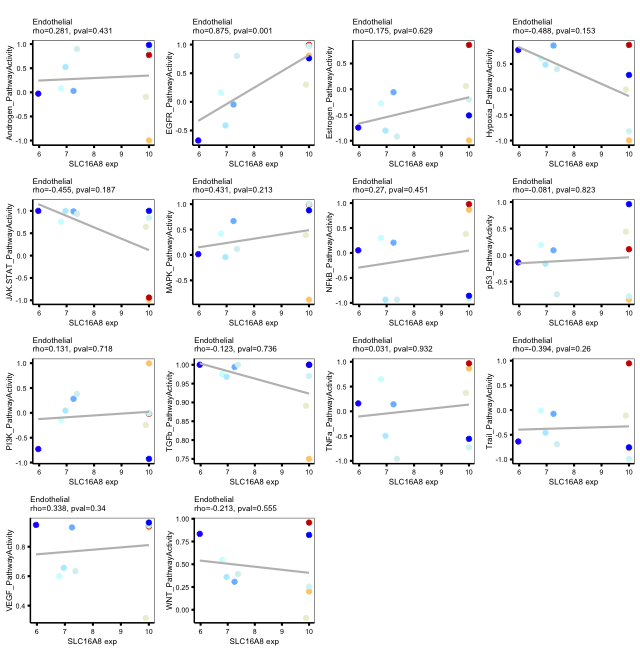 Endothelial
rho=0.281, pval=0.431
Androgen_PathwayActivity
1.0
0.5
0.0
-0.5
-1.0
6 7 8 9 10
SLC16A8 exp
Endothelial
rho=0.875, pval=0.001
EGFR_PathwayActivity
1.0
0.5
0.0
-0.5
6 7 8 9 10
SLC16A8 exp
Endothelial
rho=0.175, pval=0.629
Estrogen_PathwayActivity
0.5
0.0
-0.5
-1.0
6 7 8 9 10
SLC16A8 exp
Endothelial
rho=-0.488, pval=0.153
Hypoxia_PathwayActivity
0.5
0.0
-0.5
-1.0
6 7 8 9 10
SLC16A8 exp
Endothelial
rho=-0.455, pval=0.187
JAK.STAT_PathwayActivity
1.0
0.5
0.0
-0.5
-1.0
6 7 8 9 10
SLC16A8 exp
Endothelial
rho=0.431, pval=0.213
MAPK_PathwayActivity
1.0
0.5
0.0
-0.5
6 7 8 9 10
SLC16A8 exp
Endothelial
rho=0.27, pval=0.451
NFkB_PathwayActivity
1.0
0.5
0.0
-0.5
-1.0
6 7 8 9 10
SLC16A8 exp
Endothelial
rho=-0.081, pval=0.823
p53_PathwayActivity
1.0
0.5
0.0
-0.5
6 7 8 9 10
SLC16A8 exp
Endothelial
rho=0.131, pval=0.718
PI3K_PathwayActivity
1.0
0.5
0.0
-0.5
-1.0
6 7 8 9 10
SLC16A8 exp
Endothelial
rho=-0.123, pval=0.736
TGFb_PathwayActivity
1.00
0.95
0.90
0.85
0.80
0.75
6 7 8 9 10
SLC16A8 exp
Endothelial
rho=0.031, pval=0.932
TNFa_PathwayActivity
1.0
0.5
0.0
-0.5
-1.0
6 7 8 9 10
SLC16A8 exp
Endothelial
rho=-0.394, pval=0.26
Trail_PathwayActivity
1.0
0.5
0.0
-0.5
-1.0
6 7 8 9 10
SLC16A8 exp
Endothelial
rho=0.338, pval=0.34
VEGF_PathwayActivity
0.8
0.6
0.4
6 7 8 9 10
SLC16A8 exp
Endothelial
rho=-0.213, pval=0.555
WNT_PathwayActivity
1.00
0.75
0.50
0.25
0.00
6 7 8 9 10
SLC16A8 exp